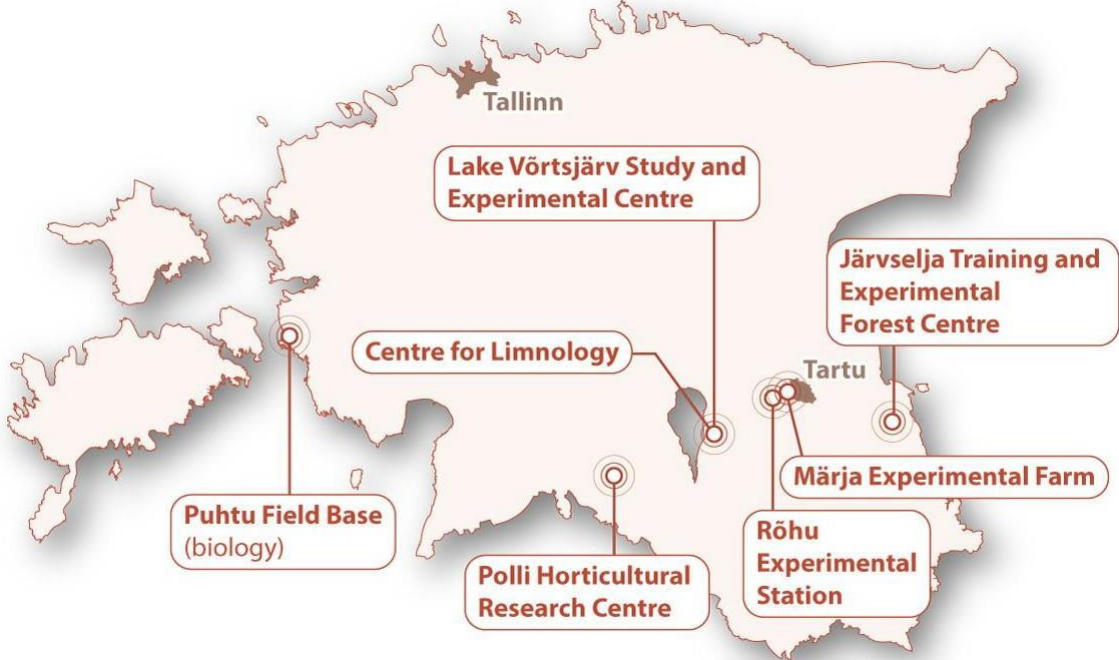 Tallinn
Lake Võrtsjärv Study and
Experimental Centre
Järvselja Training and
Experimental
Forest Centre
Centre for Limnology
Tartu
Märja Experimental Farm
Puhtu Field Base
(biology)
Rõhu
Experimental
Station
Polli Horticultural
Research Centre